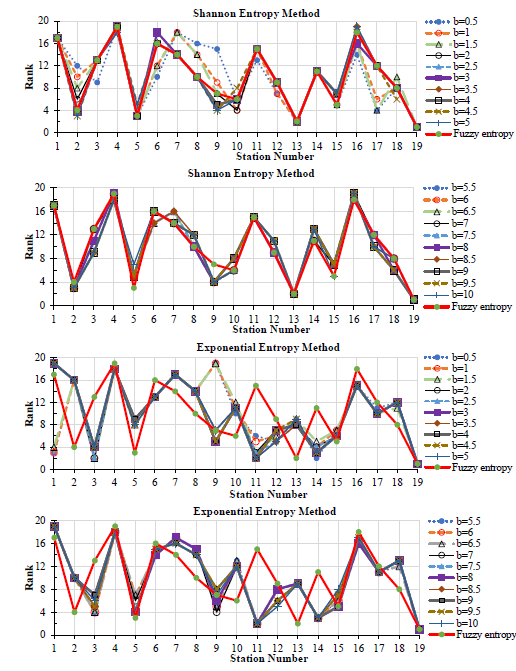 Shannon Entropy Method
20
16
12
8
4
0
Rank
1 2 3 4 5 6 7 8 9 10 11 12 13 14 15 16 17 18 19
Station Number
b=0.5
b=1
b=1.5
b=2
b=2.5
b=3
b=3.5
b=4
b=4.5
b=5
Fuzzy entropy
Shannon Entropy Method
20
16
12
8
4
0
Rank
1 2 3 4 5 6 7 8 9 10 11 12 13 14 15 16 17 18 19
Station Number
b=5.5
b=6
b=6.5
b=7
b=7.5
b=8
b=8.5
b=9
b=9.5
b=10
Fuzzy entropy
Exponential Entropy Method
20
16
12
8
4
0
Rank
1 2 3 4 5 6 7 8 9 10 11 12 13 14 15 16 17 18 19
Station Number
b=0.5
b=1
b=1.5
b=2
b=2.5
b=3
b=3.5
b=4
b=4.5
b=5
Fuzzy entropy
Exponential Entropy Method
20
16
12
8
4
0
Rank
1 2 3 4 5 6 7 8 9 10 11 12 13 14 15 16 17 18 19
Station Number
b=5.5
b=6
b=6.5
b=7
b=7.5
b=8
b=8.5
b=9
b=9.5
b=10
Fuzzy entropy